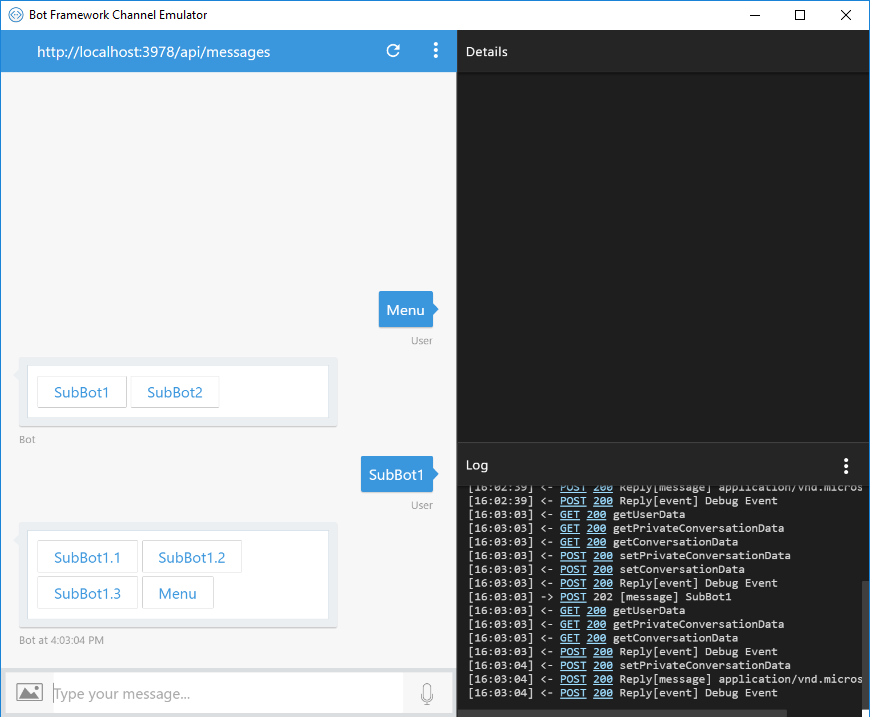 Bot Framework Channel Emulator
http://localhost:3978/api/messages
Menu
User
SubBot1 SubBot2
Bot
SubBot1
User
SubBot1.1 SubBot1.2
SubBot1.3 Menu
Bot at 4:03:04 PM
Type your message...
Details
Log
[16:02:39] <- POST 200 Reply[message] application/vnd.micros
[16:02:39] <- POST 200 Reply[event] Debug Event
[16:03:03] <- GET 200 getUserData
[16:03:03] <- GET 200 getPrivateConversationData
[16:03:03] <- GET 200 getConversationData
[16:03:03] <- POST 200 setPrivateConversationData
[16:03:03] <- POST 200 setConversationData
[16:03:03] <- POST 200 Reply[event] Debug Event
[16:03:03] -> POST 202 [message] SubBot1
[16:03:03] <- GET 200 getUserData
[16:03:03] <- GET 200 getPrivateConversationData
[16:03:03] <- GET 200 getConversationData
[16:03:03] <- POST 200 Reply[event] Debug Event
[16:03:04] <- POST 200 setPrivateConversationData
[16:03:04] <- POST 200 Reply[message] application/vnd.micros
[16:03:04] <- POST 200 Reply[event] Debug Event